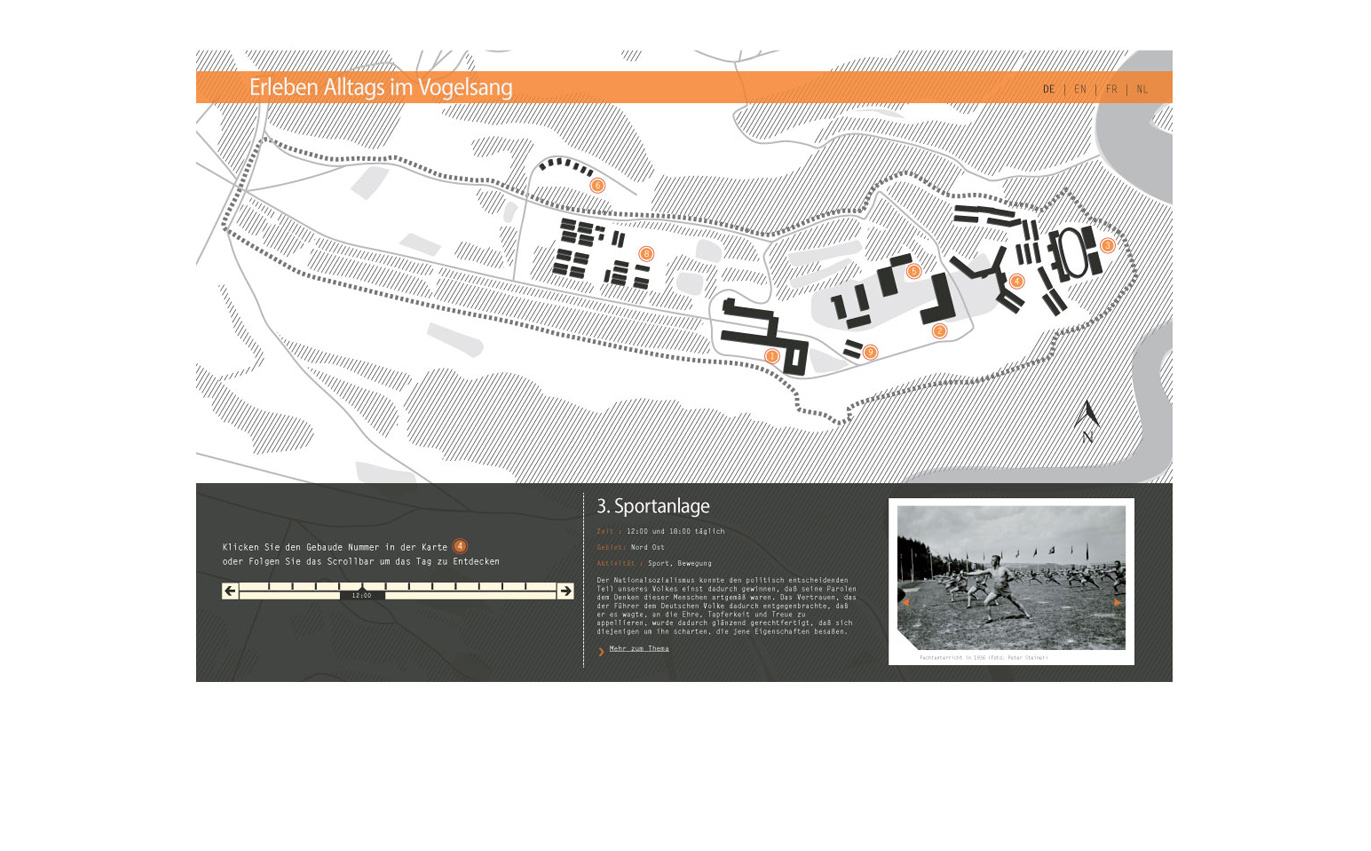 Erleben Alltags im Vogelsang
DE | EN | FR | NL
6
8
3
5
4
2
1
9
N
Klicken Sie den Gebaude Nummer in der Karte 4
oder Folgen Sie das Scrollbar um das Tag zu Entdecken
12:00
3. Sportanlage
Zeit : 12:00 und 18:00 täglich
Gebiet: Nord Ost
Aktivität : Sport, Bewegung
Der Nationalsozialismus konnte den politisch entscheidenden
Teil unseres Volkes einst dadurch gewinnen, daß seine Parolen
dem Denken dieser Menschen artgemäß waren. Das Vertrauen, das
der Führer dem Deutschen Volke dadurch entgegenbrachte, daß
er es wagte, an die Ehre, Tapferkeit und Treue zu
appellieren, wurde dadurch glänzend gerechtfertigt, daß sich
diejenigen um ihn scharten, die jene Eigenschaften besaßen.
Mehr zum Thema
Fechtunterricht in 1936 (Foto: Peter Steiner)